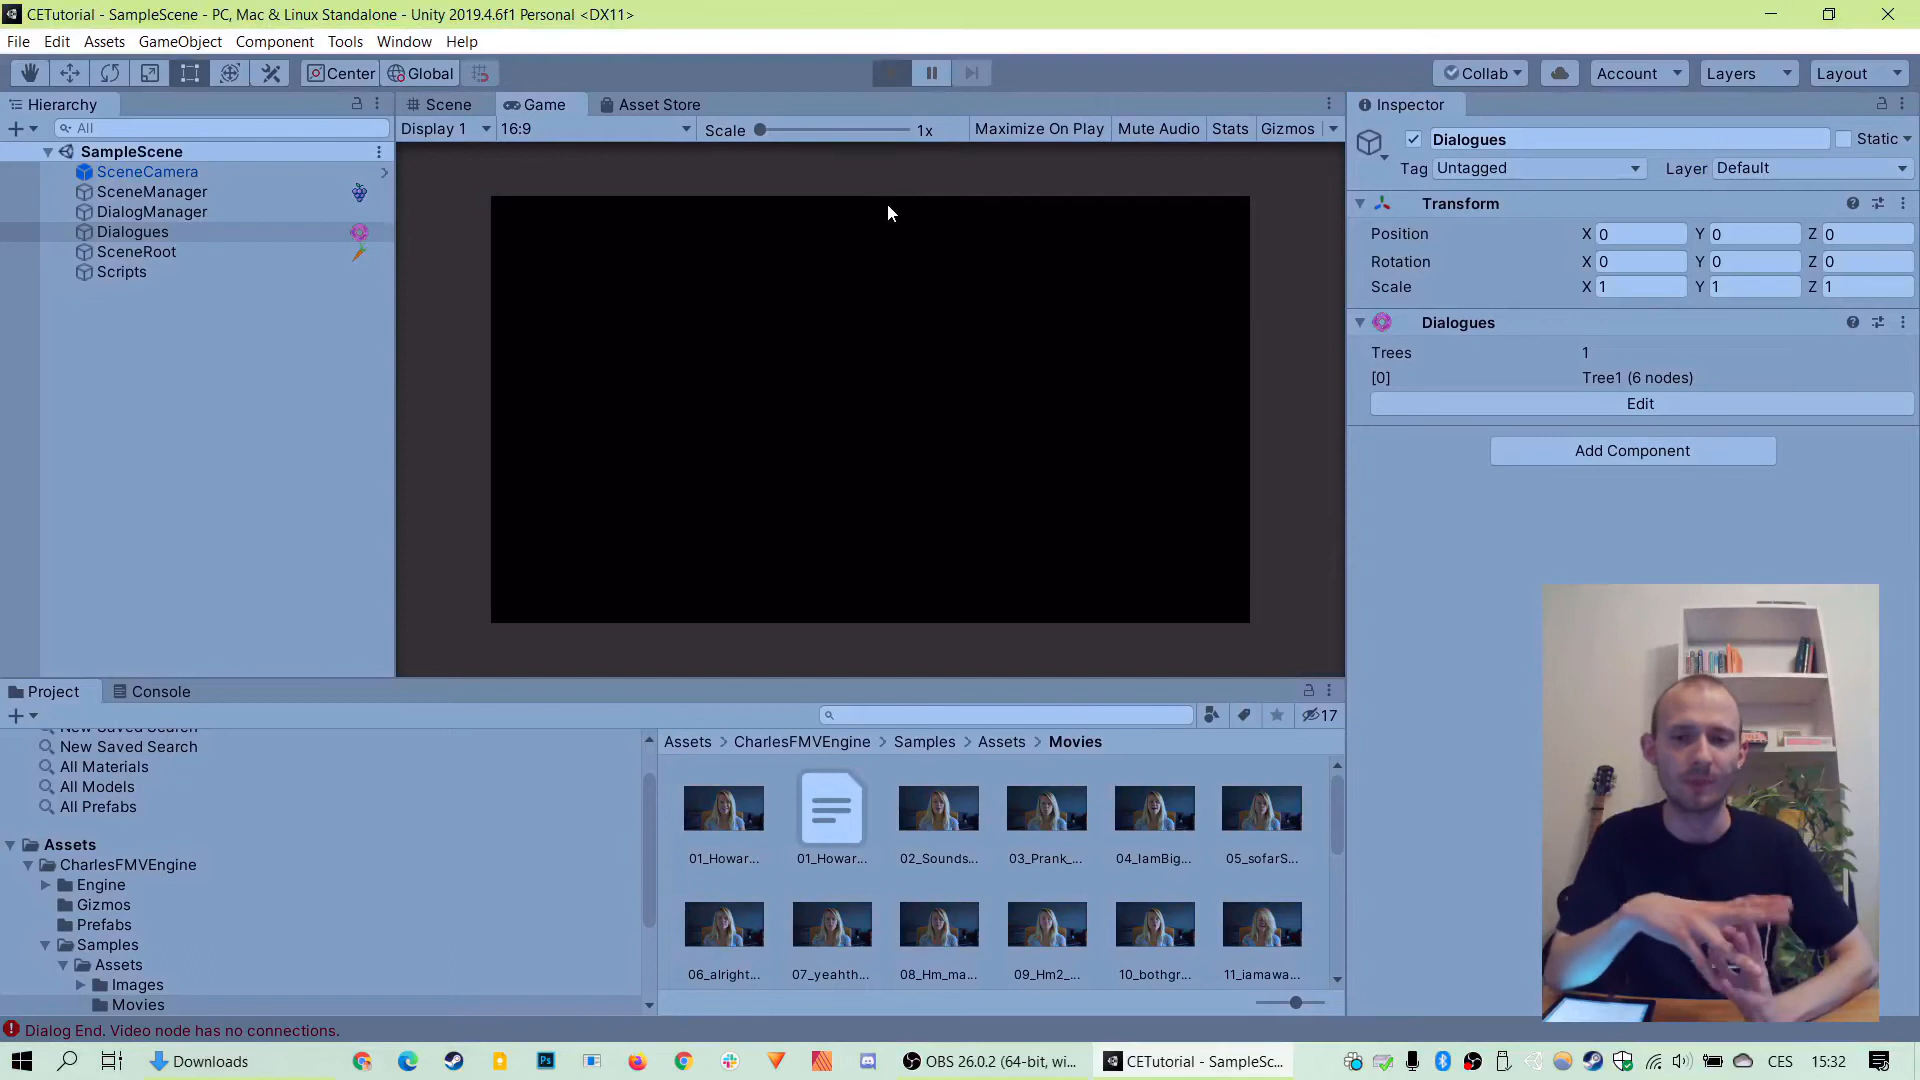 CETutorial - SampleScene - PC, Mac & Linux Standalone - Unity 2019.4.6f1 Personal <DX11>
File Edit Assets GameObject Component Tools Window Help
Center Global Collab Account Layers Layout
Hierarchy
All
SampleScene
SceneCamera
SceneManager
DialogManager
Dialogues
SceneRoot
Scripts
Scene Game Asset Store
Display 1 16:9 Scale 1x Maximize On Play Mute Audio Stats Gizmos
Inspector
Dialogues Static
Tag Untagged Layer Default
Transform
Position X 0 Y 0 Z 0
Rotation X 0 Y 0 Z 0
Scale X 1 Y 1 Z 1
Dialogues
Trees 1
[0] Tree1 (6 nodes)
Edit
Add Component
Project Console
17
New Saved Search
New Saved Search
All Materials
All Models
All Prefabs
Assets
CharlesFMVEngine
Engine
Gizmos
Prefabs
Samples
Assets
Images
Movies
Assets > CharlesFMVEngine > Samples > Assets > Movies
01_Howar... 01_Howar... 02_Sounds... 03_Prank_... 04_IamBig... 05_sofarS...
06_alright... 07_yeahth... 08_Hm_ma... 09_Hm2_... 10_bothgr... 11_iamawa...
Dialog End. Video node has no connections.
Downloads
OBS 26.0.2 (64-bit, wi...
CETutorial - SampleSc...
CES 15:32